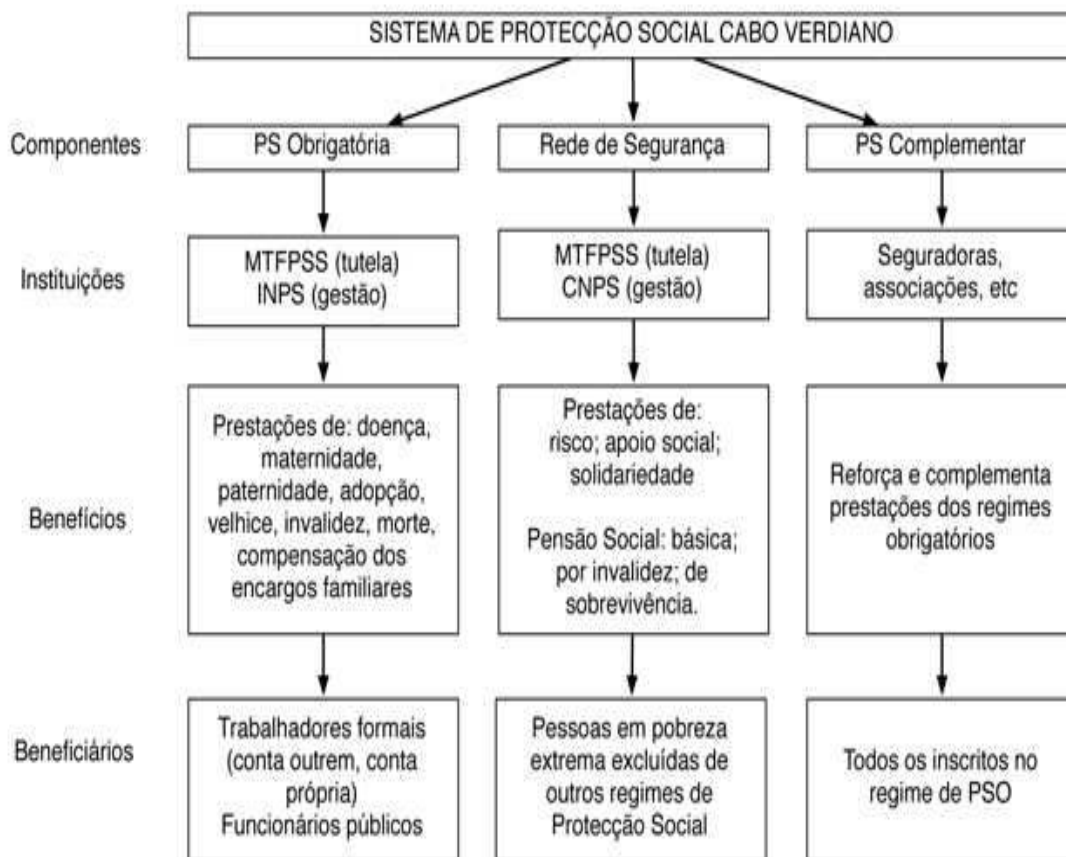 SISTEMA DE PROTECÇÃO SOCIAL CABO VERDIANO
Componentes
PS Obrigatória
Rede de Segurança
PS Complementar
Instituições
MTFPSS (tutela)
INPS (gestão)
MTFPSS (tutela)
CNPS (gestão)
Seguradoras,
associações, etc
Benefícios
Prestações de: doença,
maternidade,
paternidade, adopção,
velhice, invalidez, morte,
compensação dos
encargos familiares
Prestações de:
risco; apoio social;
solidariedade
Pensão Social: básica;
por invalidez; de
sobrevivência.
Reforça e complementa
prestações dos regimes
obrigatórios
Beneficiários
Trabalhadores formais
(conta outrem, conta
própria)
Funcionários públicos
Pessoas em pobreza
extrema excluídas de
outros regimes de
Protecção Social
Todos os inscritos no
regime de PSO